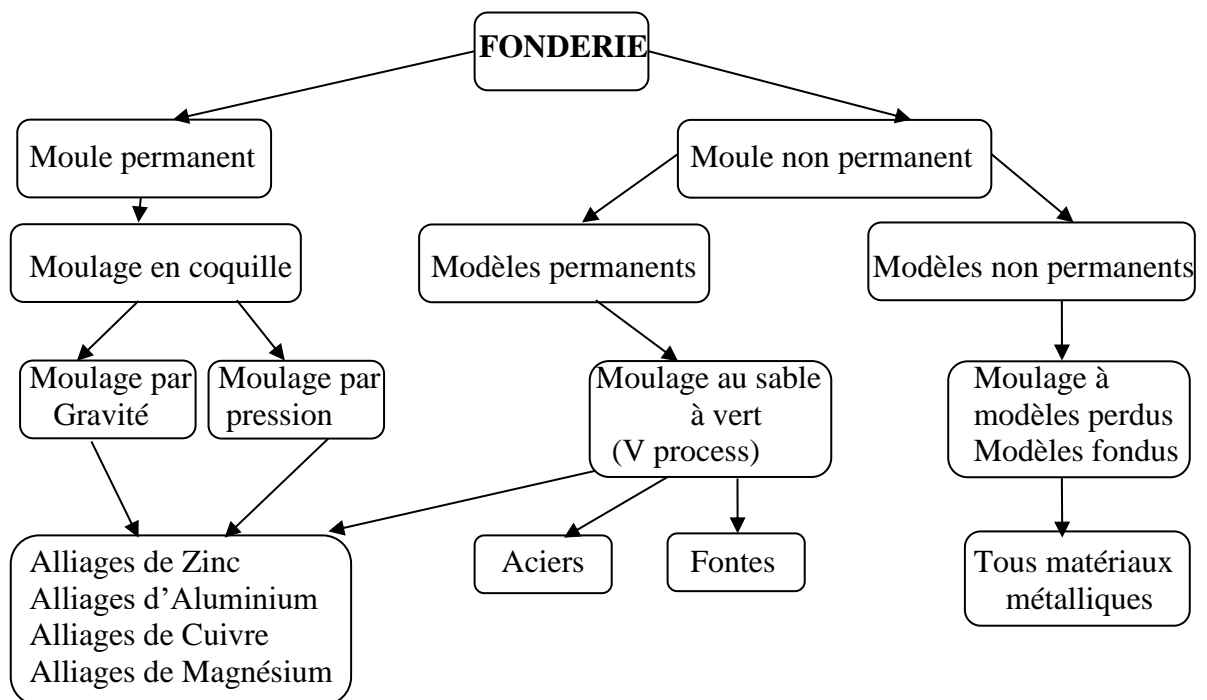 FONDERIE
Moule permanent
Moule non permanent
Moulage en coquille
Modèles permanents
Modèles non permanents
Moulage par
Gravité
Moulage par
pression
Moulage au sable
à vert
(V process)
Moulage à
modèles perdus
Modèles fondus
Alliages de Zinc
Alliages d’Aluminium
Alliages de Cuivre
Alliages de Magnésium
Aciers
Fontes
Tous matériaux
métalliques